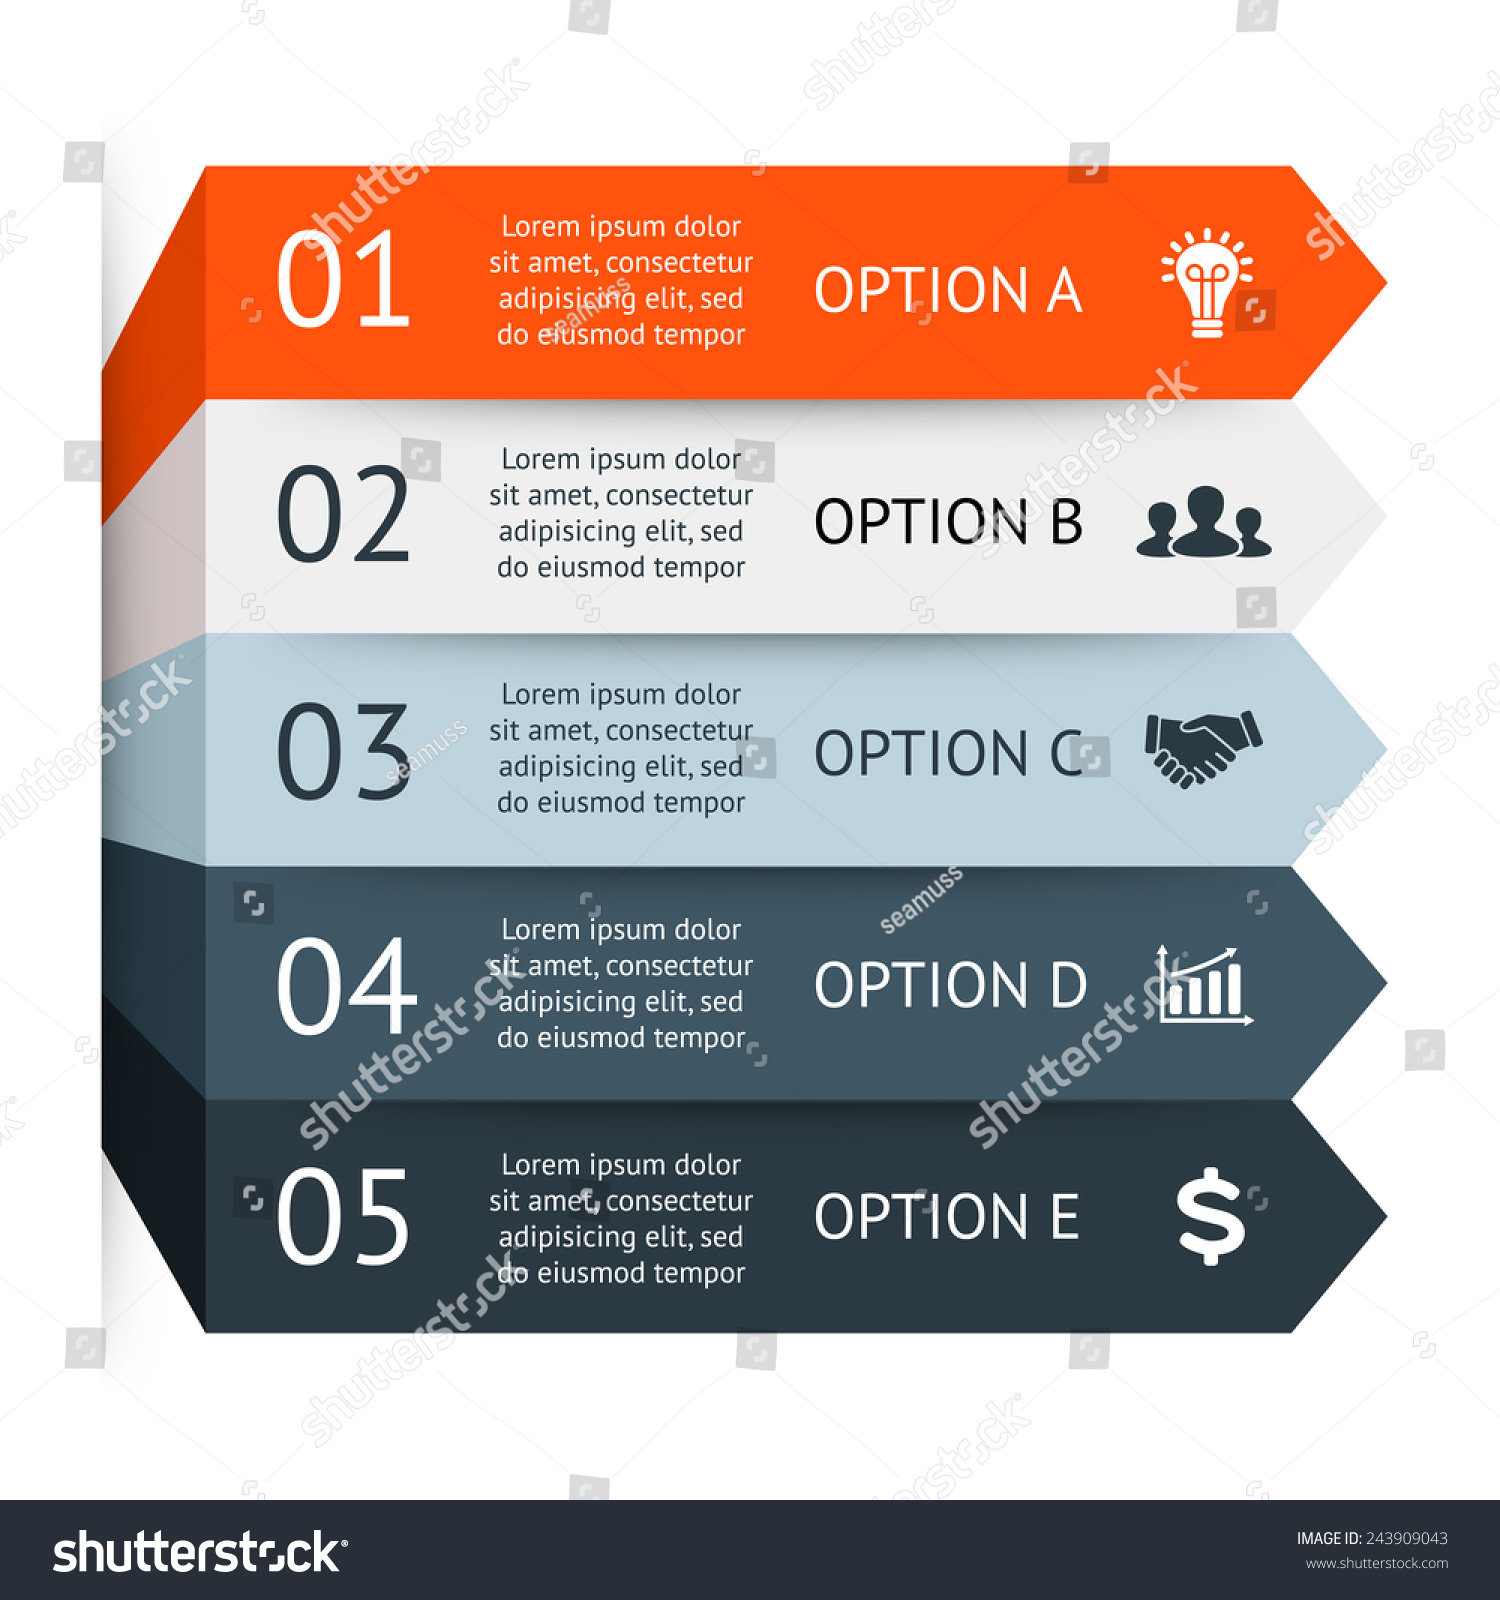 01
Lorem ipsum dolor
sit amet, consectetur
adipisicing elit, sed
do eiusmod tempor
OPTION A
02
Lorem ipsum dolor
sit amet, consectetur
adipisicing elit, sed
do eiusmod tempor
OPTION B
03
Lorem ipsum dolor
sit amet, consectetur
adipisicing elit, sed
do eiusmod tempor
OPTION C
04
Lorem ipsum dolor
sit amet, consectetur
adipisicing elit, sed
do eiusmod tempor
OPTION D
05
Lorem ipsum dolor
sit amet, consectetur
adipisicing elit, sed
do eiusmod tempor
OPTION E
$
shutterstock
seamuss
shutterstock
IMAGE ID: 243909043
www.shutterstock.com